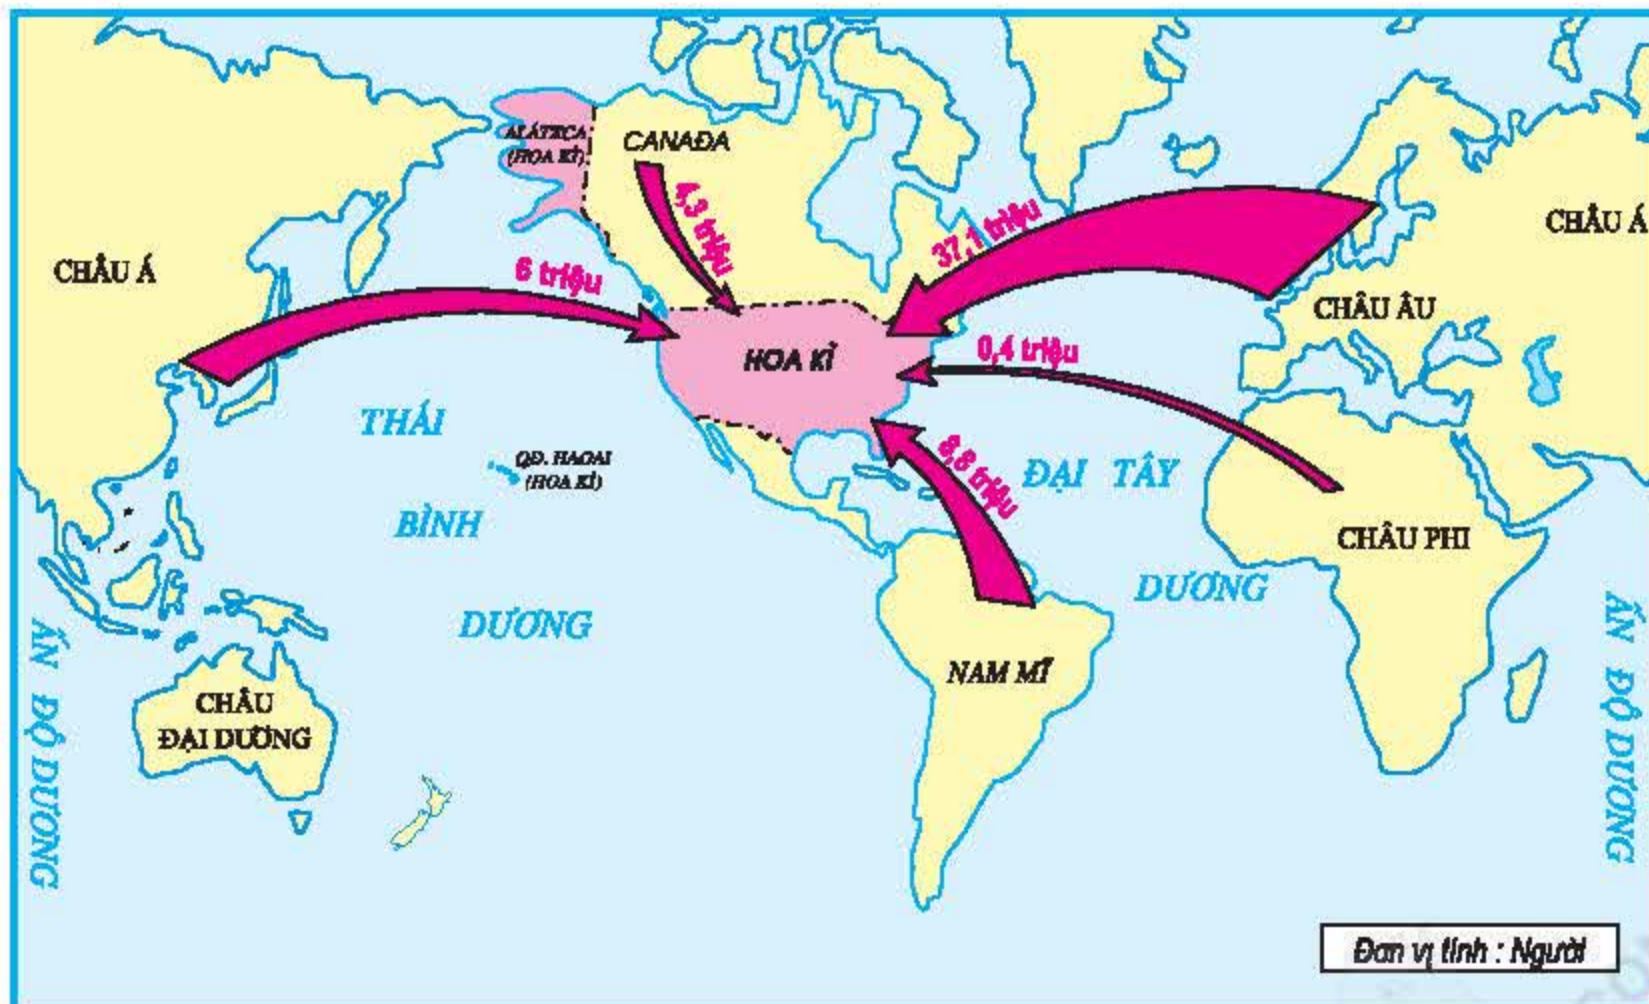 ALÁTXCA
(HOA KÌ)
CANAĐA
4,3 triệu
37,1 triệu
CHÂU Á
CHÂU Á
6 triệu
CHÂU ÂU
HOA KÌ
0,4 triệu
THÁI
BÌNH
DƯƠNG
QĐ. HAOAI
(HOA KÌ)
8,8 triệu
ĐẠI TÂY
DƯƠNG
CHÂU PHI
ẤN ĐỘ DƯƠNG
ẤN ĐỘ DƯƠNG
NAM MĨ
CHÂU
ĐẠI DƯƠNG
Đơn vị tính : Người